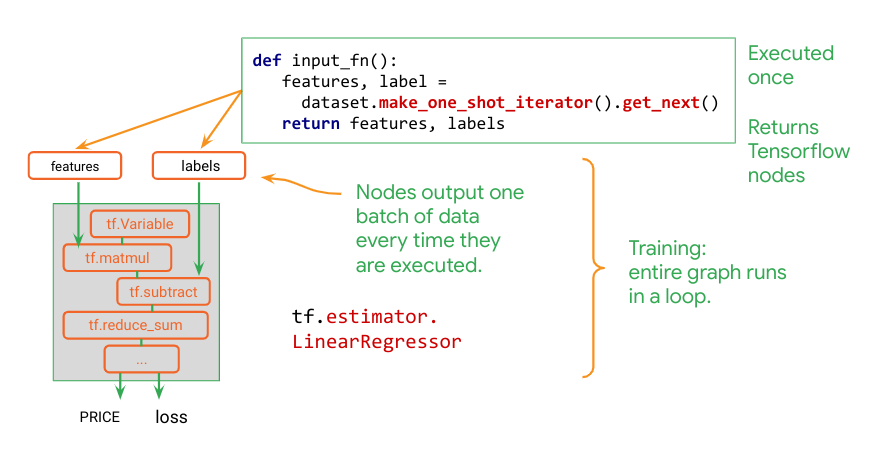 def input_fn():
features, label =
dataset.make_one_shot_iterator().get_next()
return features, labels
Executed
once
Returns
Tensorflow
nodes
features
labels
Nodes output one
batch of data
every time they
are executed.
tf.Variable
tf.matmul
tf.subtract
tf.reduce_sum
...
Training:
entire graph runs
in a loop.
tf.estimator.
LinearRegressor
PRICE
loss